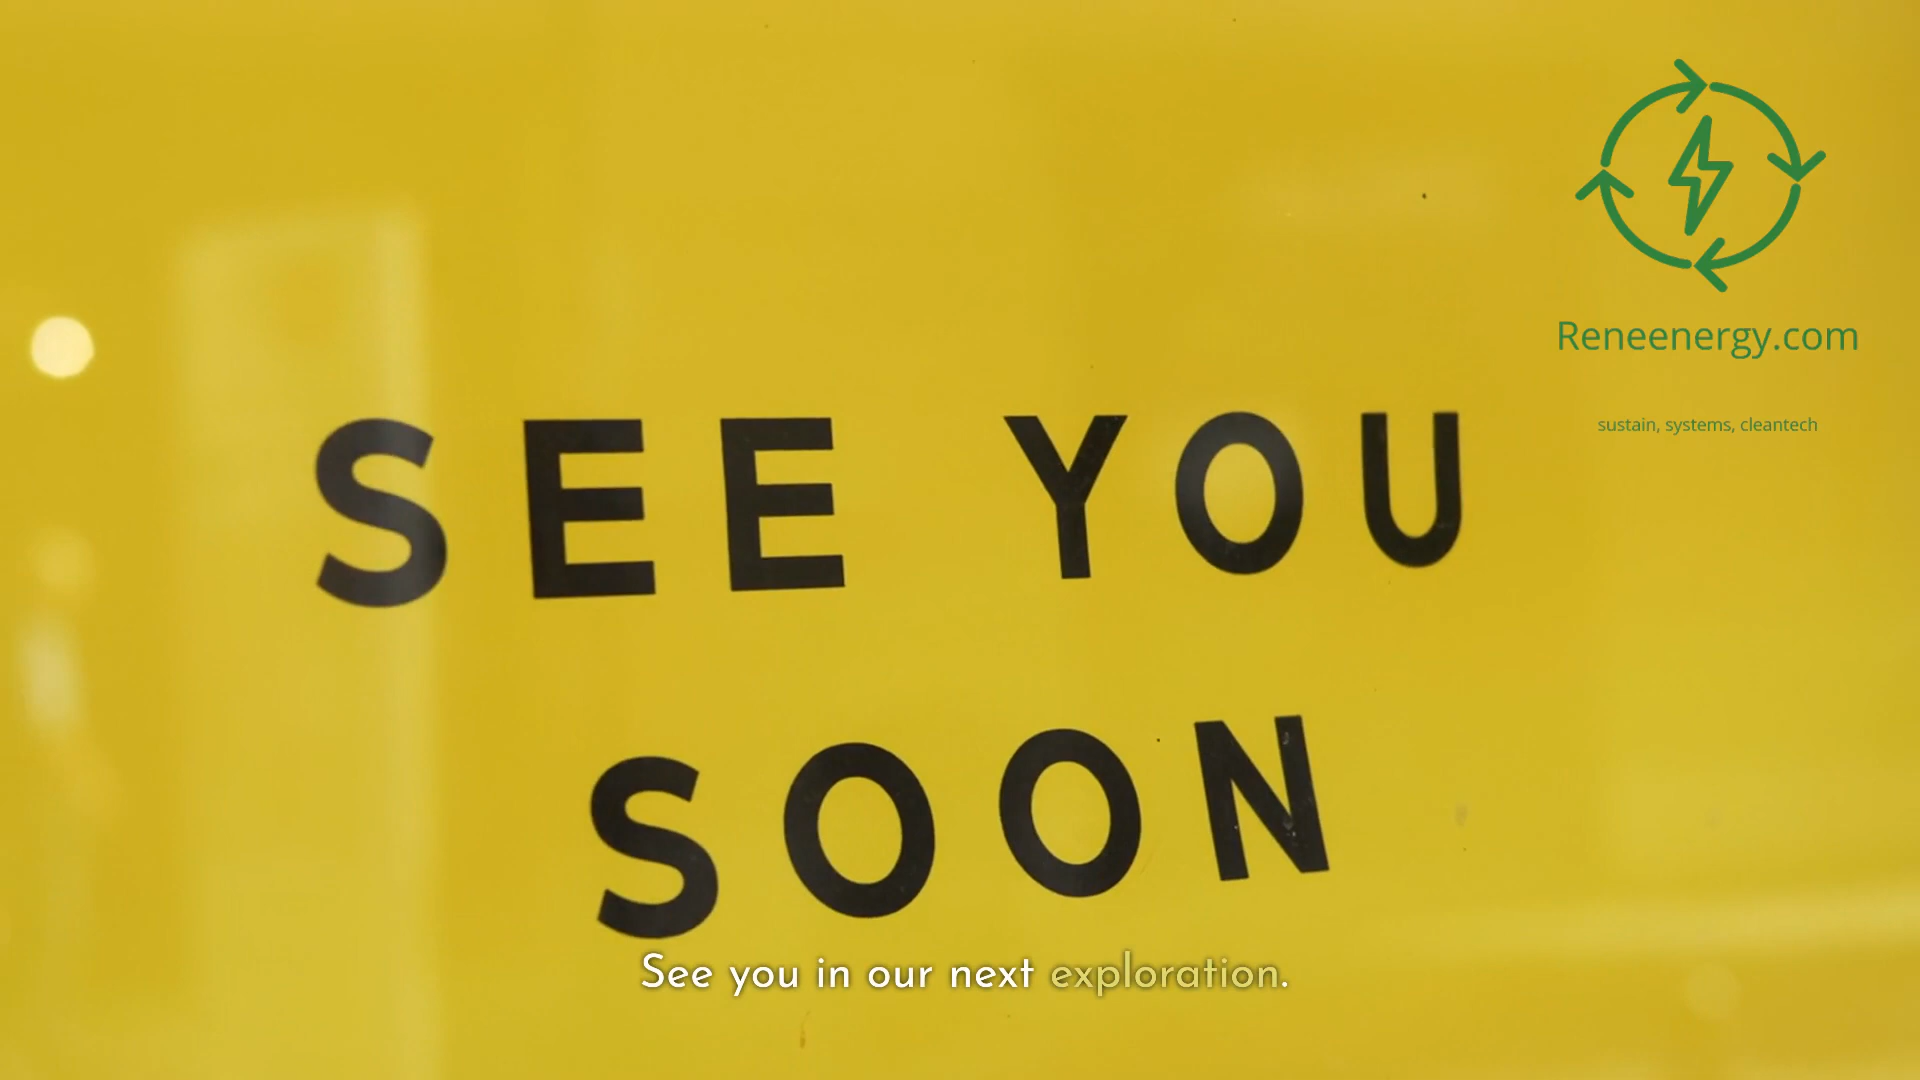 Reneenergy.com
sustain, systems, cleantech
SEE YOU
SOON
See you in our next exploration.